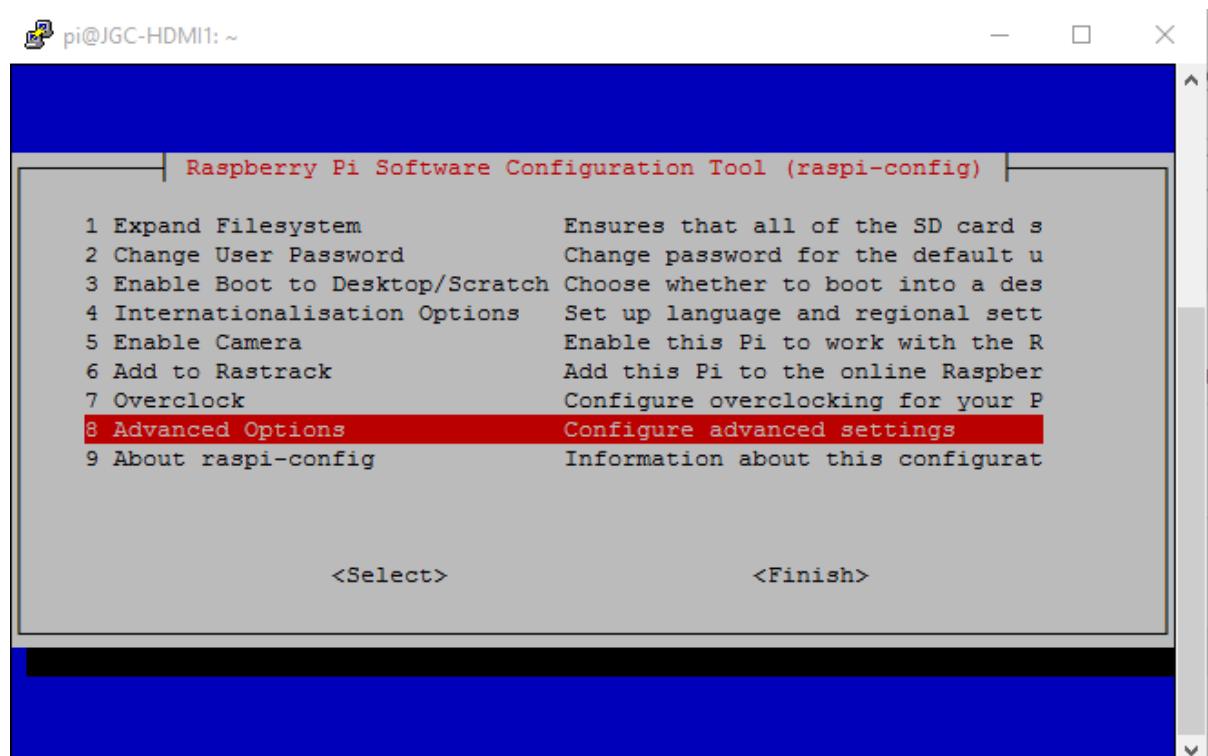 pi@JGC-HDMI1: ~
Raspberry Pi Software Configuration Tool (raspi-config)
1 Expand Filesystem Ensures that all of the SD card s
2 Change User Password Change password for the default u
3 Enable Boot to Desktop/Scratch Choose whether to boot into a des
4 Internationalisation Options Set up language and regional sett
5 Enable Camera Enable this Pi to work with the R
6 Add to Rastrack Add this Pi to the online Raspber
7 Overclock Configure overclocking for your P
8 Advanced Options Configure advanced settings
9 About raspi-config Information about this configurat
<Select> <Finish>